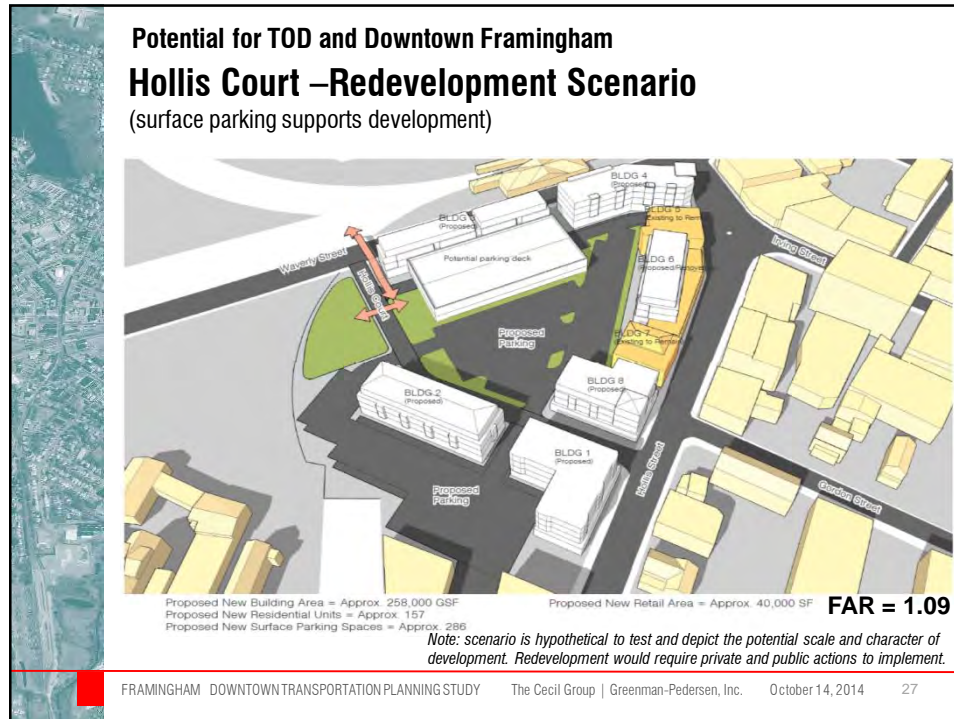 Potential for TOD and Downtown Framingham
Hollis Court –Redevelopment Scenario
(surface parking supports development)
BLDG 4
(Proposed)
BLDG 5
(Existing to Remain
BLDG
(Proposed)
Irving Street
Waverly Street
Potential parking deck
BLDG 6
(Proposed/Renov
Hollis Court
Proposed
Parking
BLDG 7
(Existing to Remain
BLDG 8
(Proposed)
BLDG 2
(Proposed)
BLDG 1
(Proposed)
Hollis Street
Gordon Street
Proposed
Parking
Proposed New Building Area = Approx. 258,000 GSF
Proposed New Residential Units = Approx. 157
Proposed New Surface Parking Spaces = Approx. 286
Proposed New Retail Area = Approx. 40,000 SF
FAR = 1.09
Note: scenario is hypothetical to test and depict the potential scale and character of
development. Redevelopment would require private and public actions to implement.
FRAMINGHAM DOWNTOWN TRANSPORTATION PLANNING STUDY The Cecil Group | Greenman-Pedersen, Inc. October 14, 2014 27